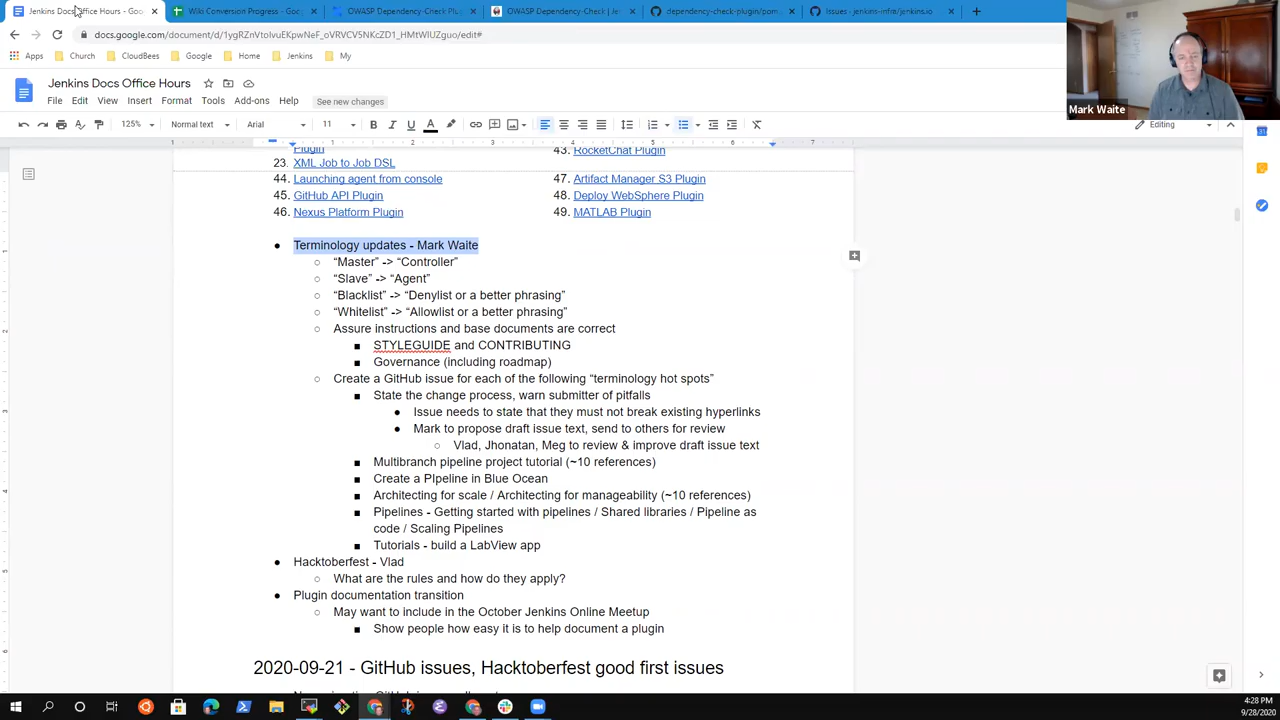 Jenkins Docs Office Hours - Goo
Wiki Conversion Progress - Goo
OWASP Dependency-Check Plu
OWASP Dependency-Check | Jen
dependency-check-plugin/pom
Issues · jenkins-infra/jenkins.io
docs.google.com/document/d/1ygRZnVtolvuEKpwNeF_oVRVCV5NKcZD1_HMtWIUZguo/edit#
Apps
Church
CloudBees
Google
Home
Jenkins
My
Jenkins Docs Office Hours
File Edit View Insert Format Tools Add-ons Help See new changes
125% Normal text Arial 11 Editing
Mark Waite
Plugin
43. RocketChat Plugin
23. XML Job to Job DSL
44. Launching agent from console
47. Artifact Manager S3 Plugin
45. GitHub API Plugin
48. Deploy WebSphere Plugin
46. Nexus Platform Plugin
49. MATLAB Plugin
● Terminology updates - Mark Waite
○ “Master” -> “Controller”
○ “Slave” -> “Agent”
○ “Blacklist” -> “Denylist or a better phrasing”
○ “Whitelist” -> “Allowlist or a better phrasing”
○ Assure instructions and base documents are correct
■ STYLEGUIDE and CONTRIBUTING
■ Governance (including roadmap)
○ Create a GitHub issue for each of the following “terminology hot spots”
■ State the change process, warn submitter of pitfalls
● Issue needs to state that they must not break existing hyperlinks
● Mark to propose draft issue text, send to others for review
○ Vlad, Jhonatan, Meg to review & improve draft issue text
■ Multibranch pipeline project tutorial (~10 references)
■ Create a PIpeline in Blue Ocean
■ Architecting for scale / Architecting for manageability (~10 references)
■ Pipelines - Getting started with pipelines / Shared libraries / Pipeline as
code / Scaling Pipelines
■ Tutorials - build a LabView app
● Hacktoberfest - Vlad
○ What are the rules and how do they apply?
● Plugin documentation transition
○ May want to include in the October Jenkins Online Meetup
■ Show people how easy it is to help document a plugin
2020-09-21 - GitHub issues, Hacktoberfest good first issues
4:28 PM
9/28/2020